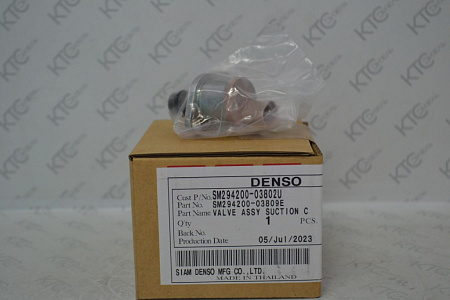 DENSO
Cust P/No. SM294200-03802U
Part No. SM294200-03809E
Part Name VALVE ASSY SUCTION C
Q'ty 1 PCS.
Back No.
Production Date 05/Jul/2023
SIAM DENSO MFG CO.,LTD.
MADE IN THAILAND